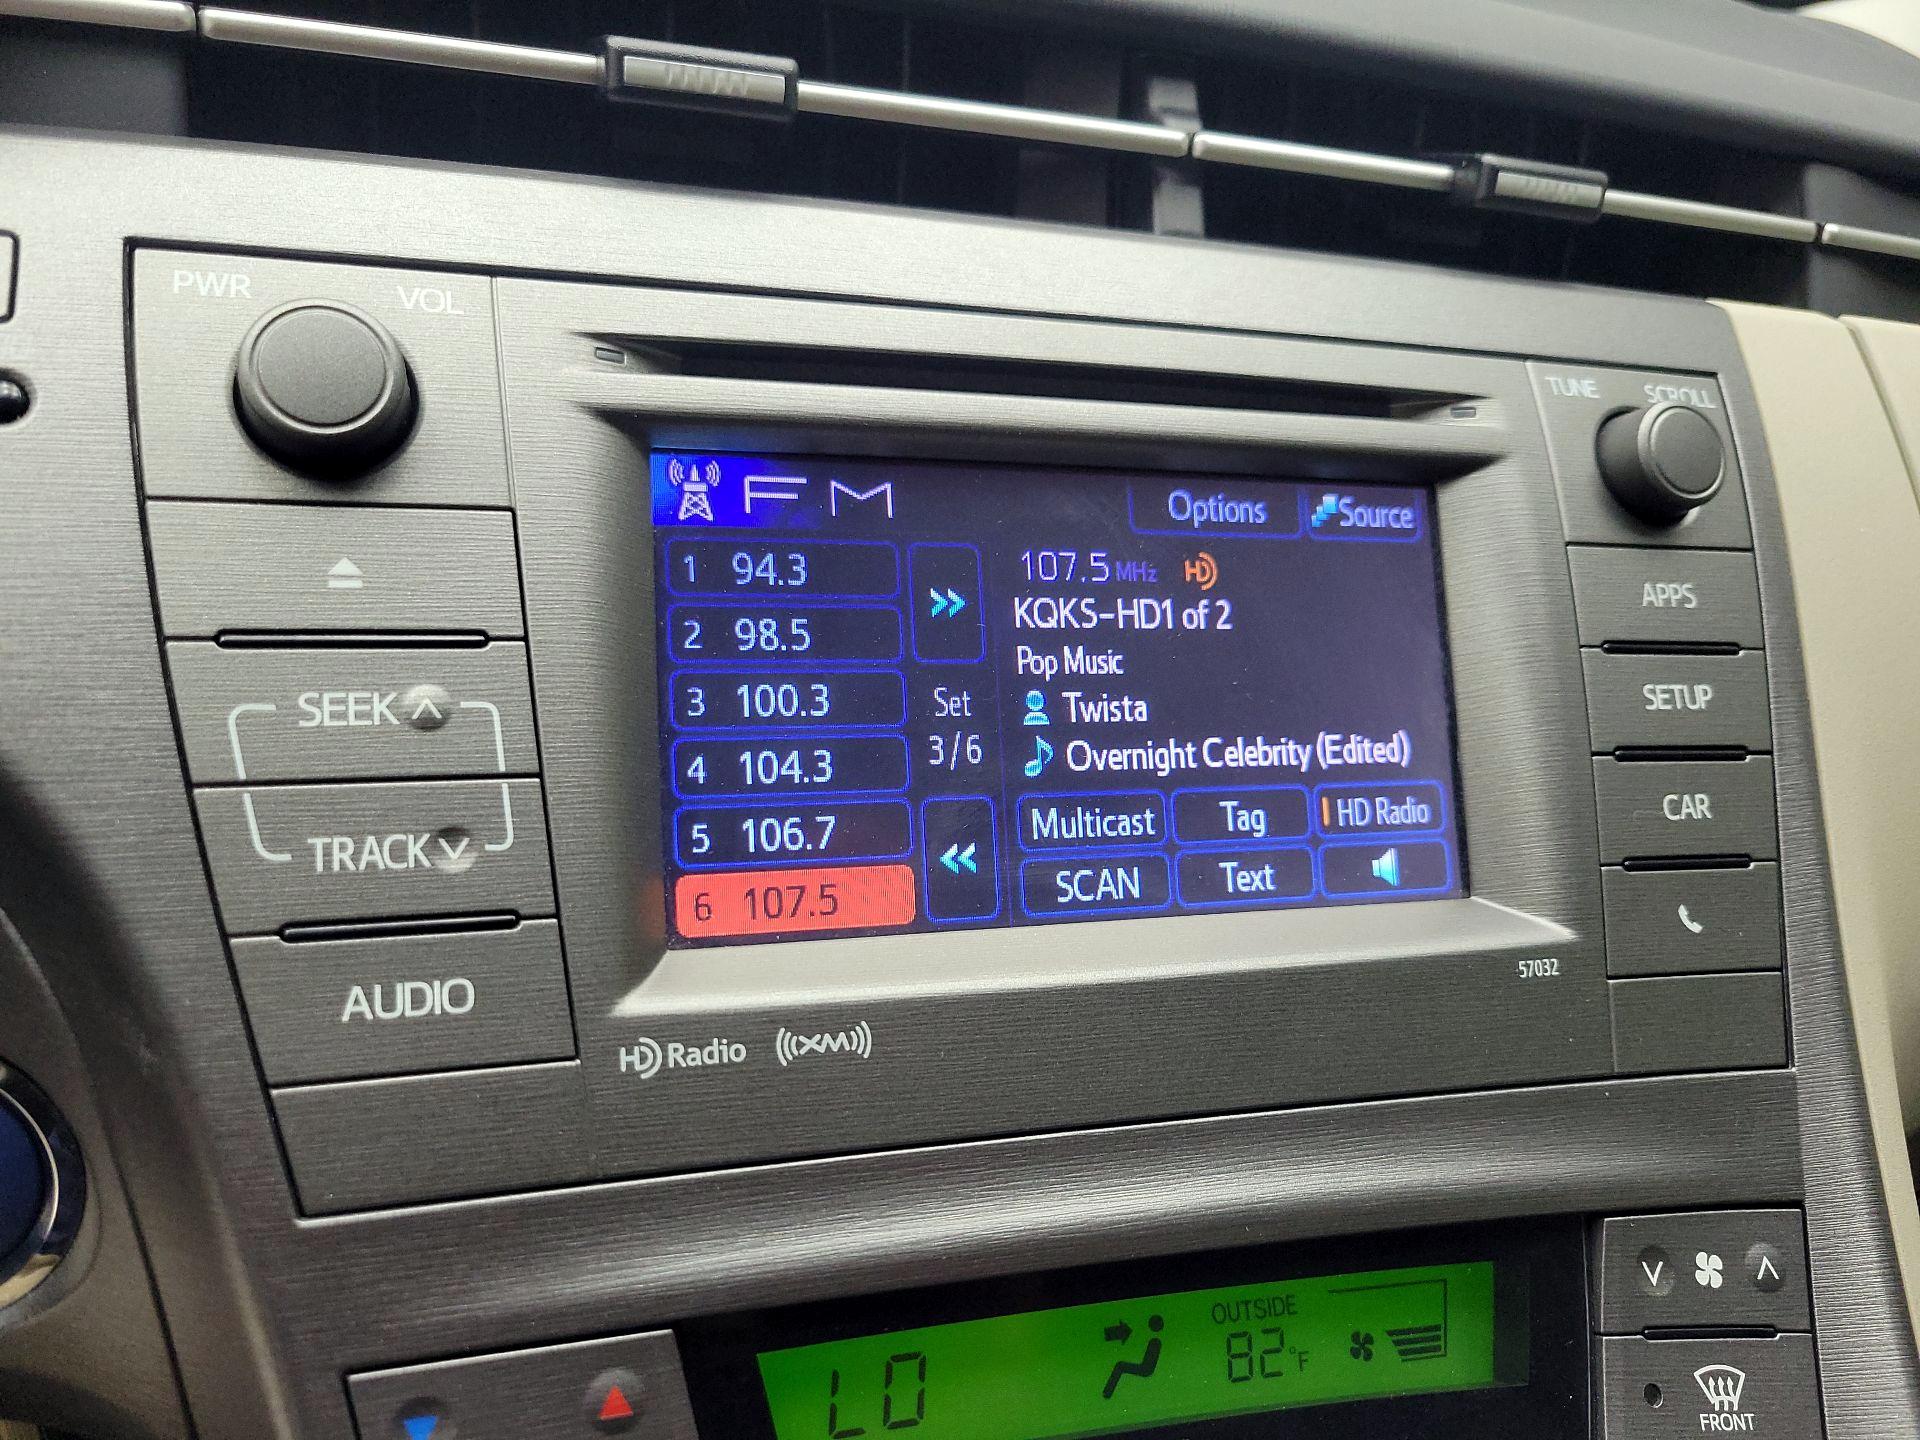 PWR VOL
TUNE SCROLL
FM Options Source
1 94.3
2 98.5
3 100.3
4 104.3
5 106.7
6 107.5
Set
3/6
107.5 MHz HD
KQKS-HD1 of 2
Pop Music
Twista
Overnight Celebrity (Edited)
Multicast Tag HD Radio
SCAN Text
SEEK
TRACK
AUDIO
APPS
SETUP
CAR
57032
HD Radio XM
LO
OUTSIDE
82°F
FRONT